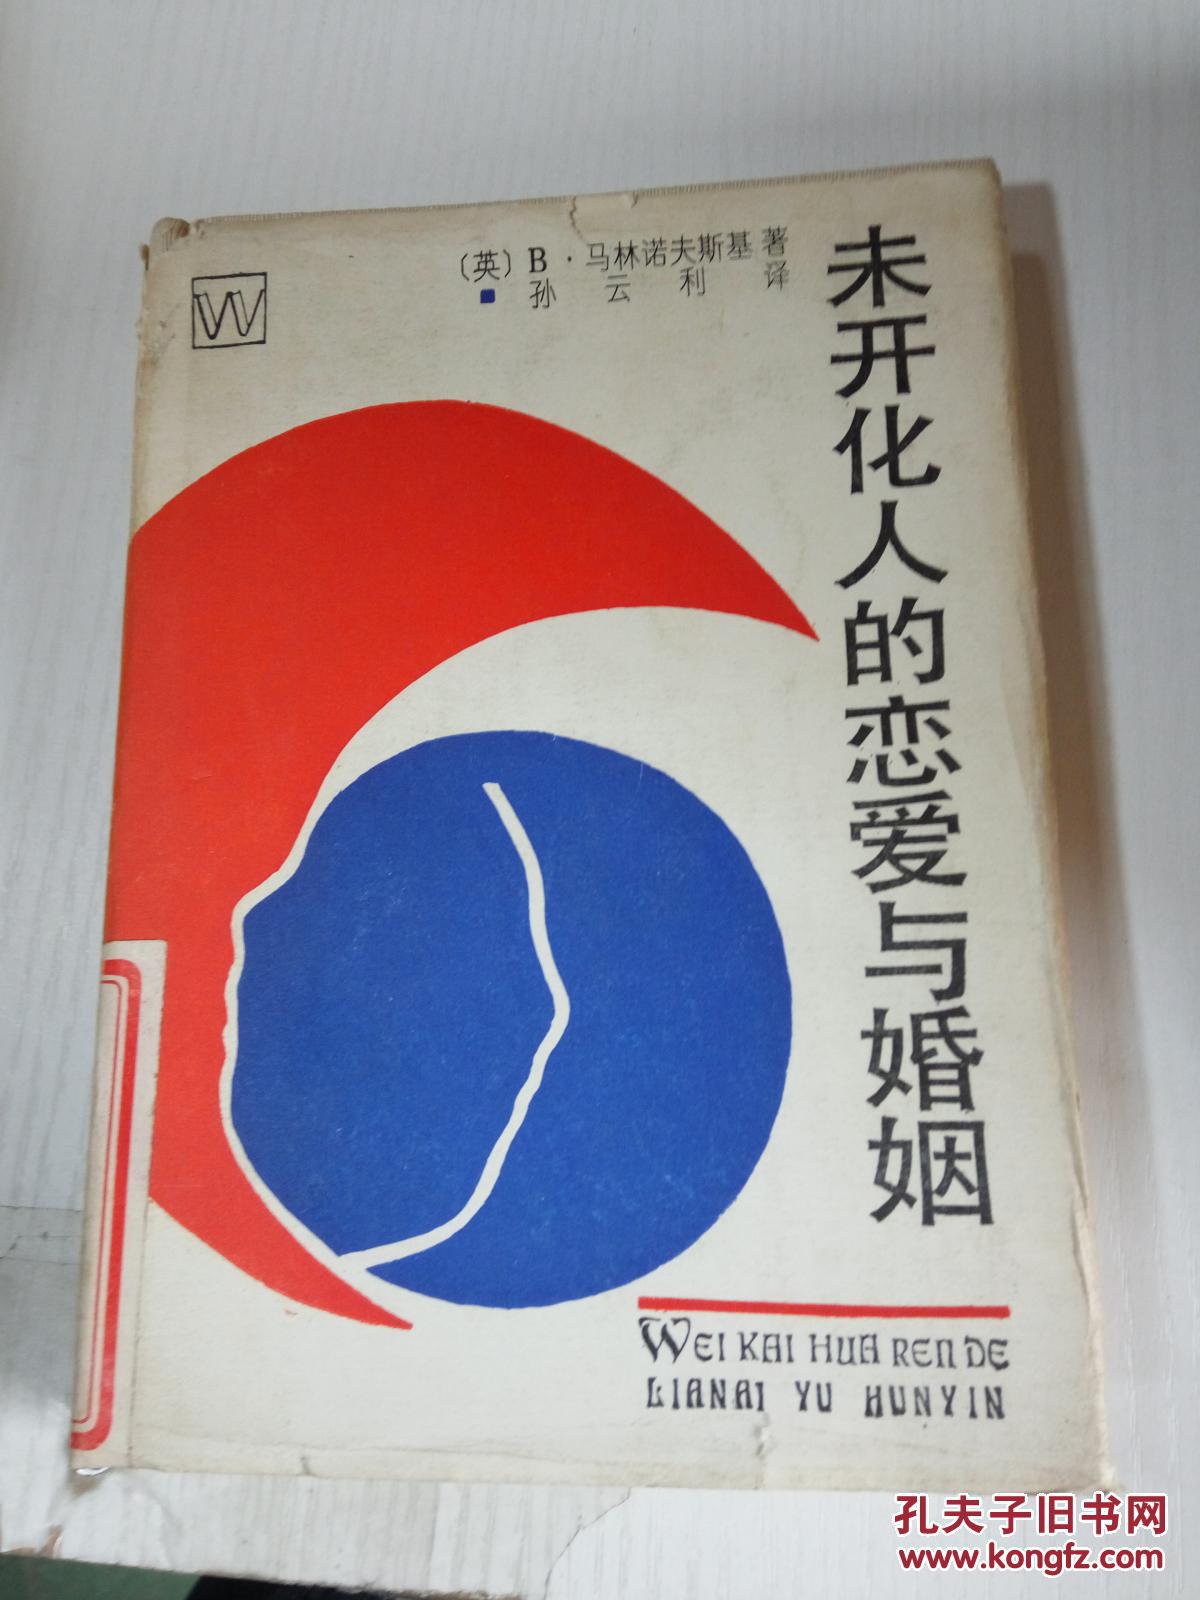 〔英〕B·马林诺夫斯基 著
孙云利 译
W
未开化人的恋爱与婚姻
WEI KAI HUA REN DE
LIANAI YU HUNYIN
孔夫子旧书网
www.kongfz.com